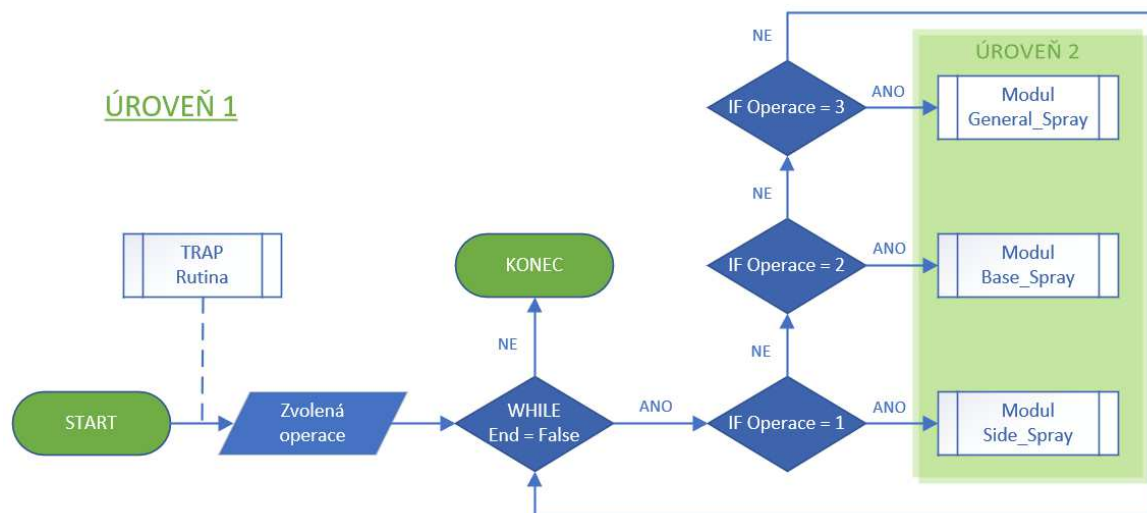 NE
ÚROVEŇ 2
ÚROVEŇ 1
IF Operace = 3
ANO
Modul
General_Spray
NE
TRAP
Rutina
KONEC
IF Operace = 2
ANO
Modul
Base_Spray
NE
NE
START
Zvolená
operace
WHILE
End = False
ANO
IF Operace = 1
ANO
Modul
Side_Spray